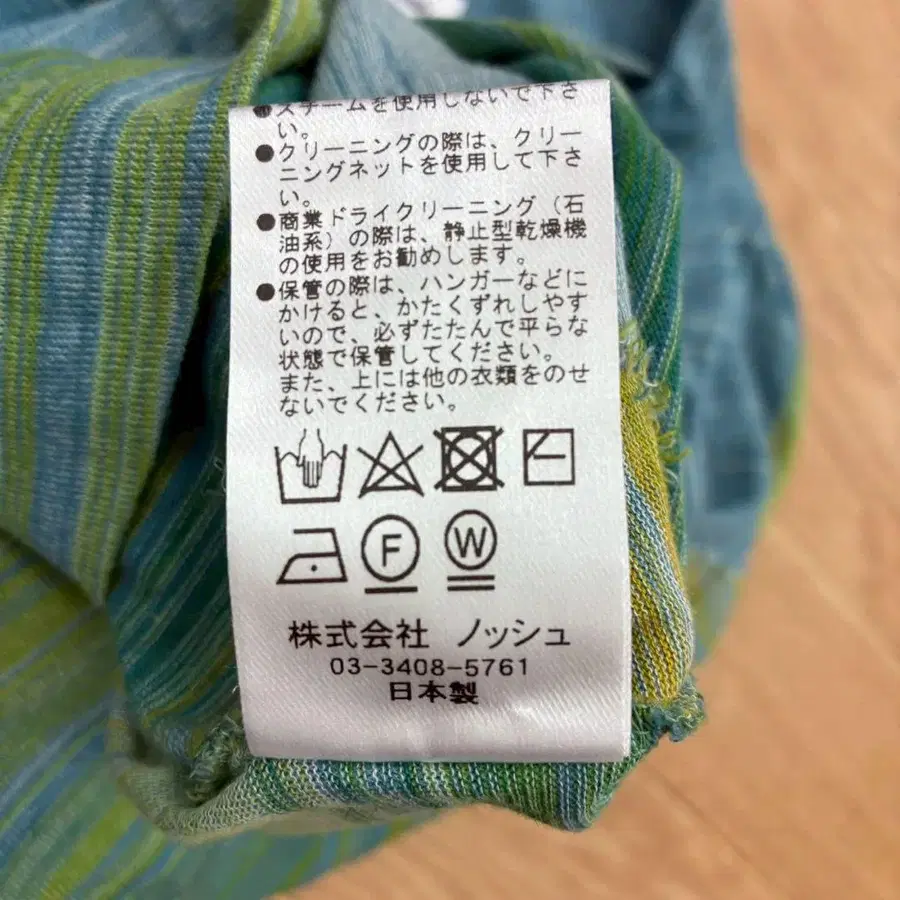 ●スチームを使用しないで下さ
い。
●クリーニングの際は、クリー
ニングネットを使用して下さ
い。
●商業ドライクリーニング（石
油系）の際は、静止型乾燥機
の使用をお勧めします。
●保管の際は、ハンガーなどに
かけると、かたくずれしやす
いので、必ずたたんで平らな
状態で保管してください。
また、上には他の衣類をのせ
ないでください。
F
W
株式会社 ノッシュ
03-3408-5761
日本製